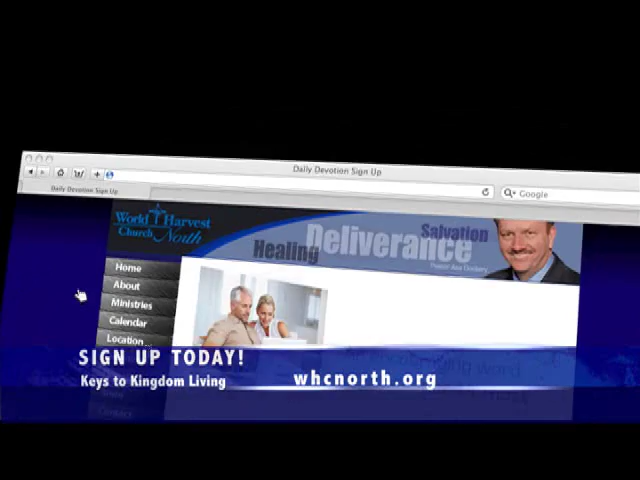 Daily Devotion Sign Up
Google
Daily Devotion Sign Up
World Harvest
Church North
Healing
Deliverance
Salvation
Home
About
Ministries
Calendar
Location
SIGN UP TODAY!
Keys to Kingdom Living
whcnorth.org
Contact